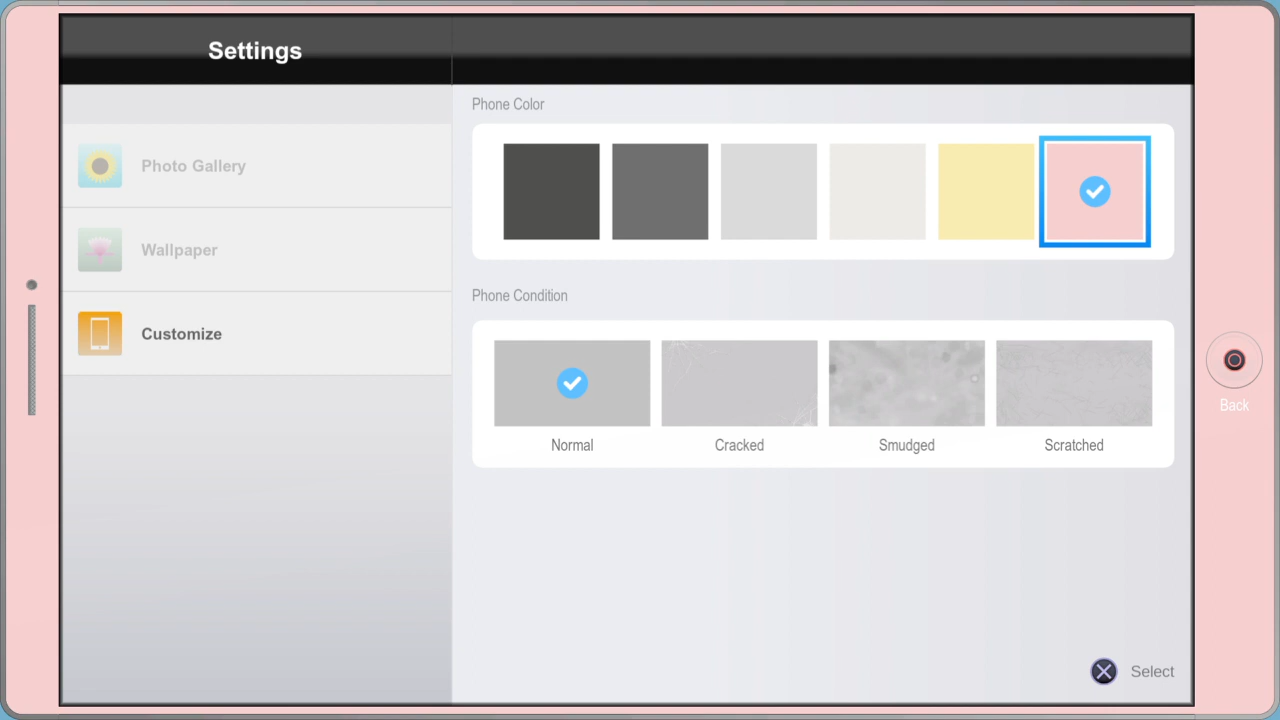 Settings
Photo Gallery
Wallpaper
Customize
Phone Color
Phone Condition
Normal
Cracked
Smudged
Scratched
Back
Select